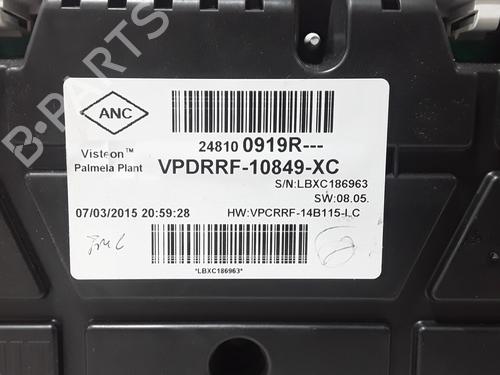 B-PARTS
ANC
24810 0919R---
Visteon™
Palmela Plant
VPDRRF-10849-XC
S/N:LBXC186963
SW:08.05.
07/03/2015 20:59:28
HW:VPCRRF-14B115-LC
*LBXC186963*